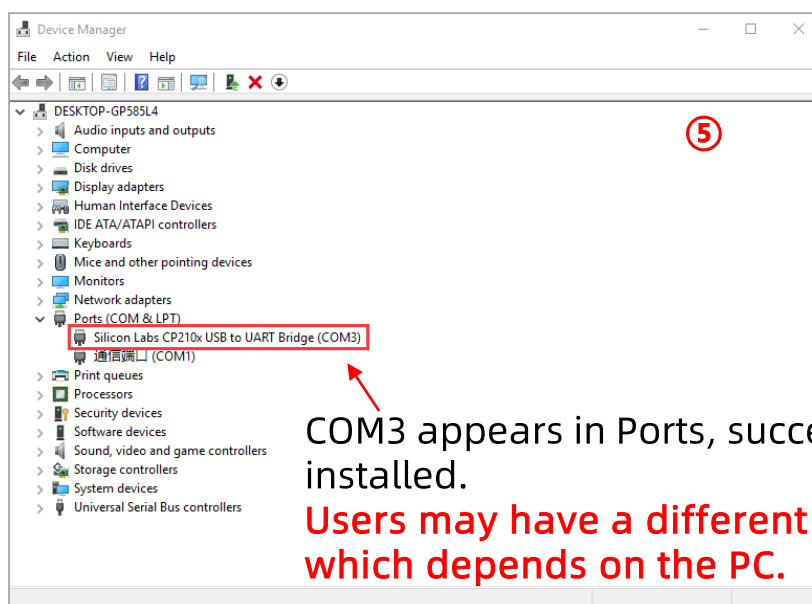 Device Manager
File Action View Help
DESKTOP-GP585L4
Audio inputs and outputs
⑤
Computer
Disk drives
Display adapters
Human Interface Devices
IDE ATA/ATAPI controllers
Keyboards
Mice and other pointing devices
Monitors
Network adapters
Ports (COM & LPT)
Silicon Labs CP210x USB to UART Bridge (COM3)
通信端口 (COM1)
Print queues
Processors
Security devices
Software devices
Sound, video and game controllers
Storage controllers
System devices
Universal Serial Bus controllers
COM3 appears in Ports, succe
installed.
Users may have a different
which depends on the PC.